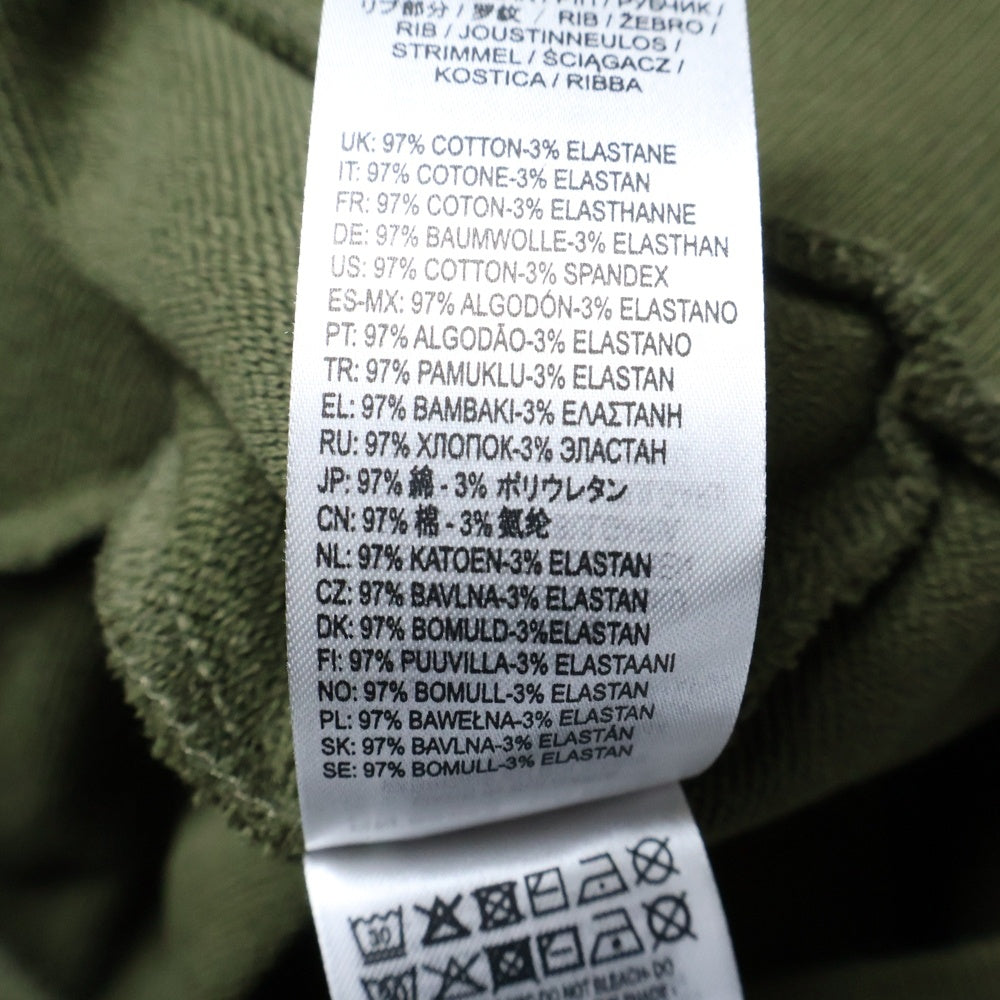 РУБЧИК /
リブ部分 / 罗纹 / RIB / ŽEBRO /
RIB / JOUSTINNEULOS /
STRIMMEL / ŚCIĄGACZ /
KOSTICA / RIBBA
UK: 97% COTTON-3% ELASTANE
IT: 97% COTONE-3% ELASTAN
FR: 97% COTON-3% ELASTHANNE
DE: 97% BAUMWOLLE-3% ELASTHAN
US: 97% COTTON-3% SPANDEX
ES-MX: 97% ALGODÓN-3% ELASTANO
PT: 97% ALGODÃO-3% ELASTANO
TR: 97% PAMUKLU-3% ELASTAN
EL: 97% BAMBAKI-3% ΕΛΑΣΤΑΝΗ
RU: 97% ХЛОПОК-3% ЭЛАСТАН
JP: 97% 綿 - 3% ポリウレタン
CN: 97% 棉 - 3% 氨纶
NL: 97% KATOEN-3% ELASTAN
CZ: 97% BAVLNA-3% ELASTAN
DK: 97% BOMULD-3%ELASTAN
FI: 97% PUUVILLA-3% ELASTAANI
NO: 97% BOMULL-3% ELASTAN
PL: 97% BAWEŁNA-3% ELASTAN
SK: 97% BAVLNA-3% ELASTÁN
SE: 97% BOMULL-3% ELASTAN
30
30
DO NOT BLEACH-DO